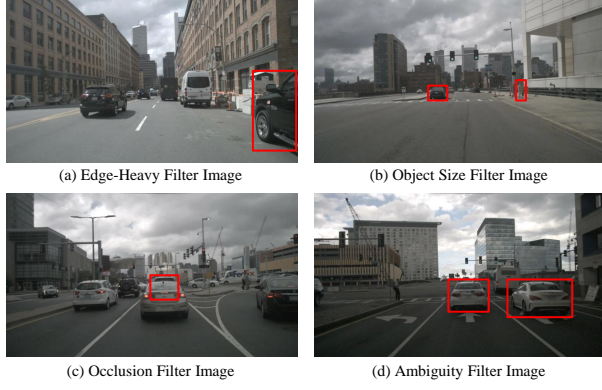 (a) Edge-Heavy Filter Image
(b) Object Size Filter Image
(c) Occlusion Filter Image
(d) Ambiguity Filter Image